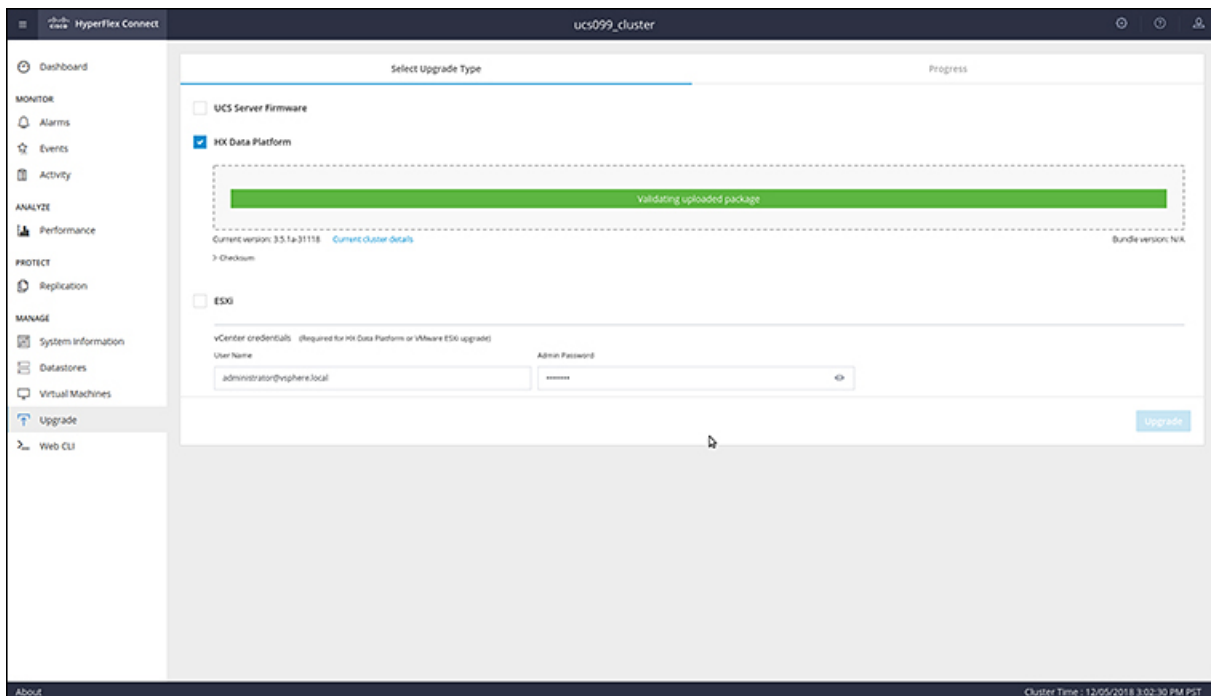 CISCO HyperFlex Connect
ucs099_cluster
Dashboard
MONITOR
Alarms
Events
Activity
ANALYZE
Performance
PROTECT
Replication
MANAGE
System Information
Datastores
Virtual Machines
Upgrade
Web CLI
Select Upgrade Type
Progress
UCS Server Firmware
HX Data Platform
Validating uploaded package
Current version: 3.5.1a-31118 Current cluster details
Bundle version: N/A
> Checksum
ESXi
vCenter credentials (Required for HX Data Platform or VMware ESXi upgrade)
User Name
Admin Password
administrator@vsphere.local
•••••••
Upgrade
About
Cluster Time : 12/05/2018 3:02:30 PM PST